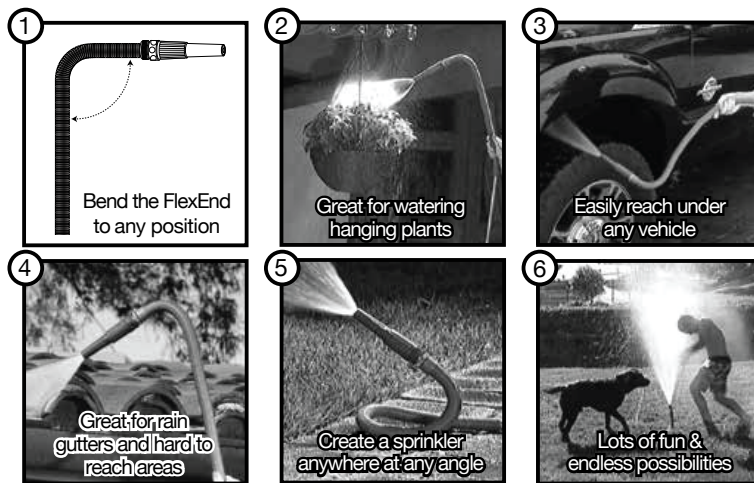 1
Bend the FlexEnd
to any position
2
Great for watering
hanging plants
3
Easily reach under
any vehicle
4
Great for rain
gutters and hard to
reach areas
5
Create a sprinkler
anywhere at any angle
6
Lots of fun &
endless possibilities